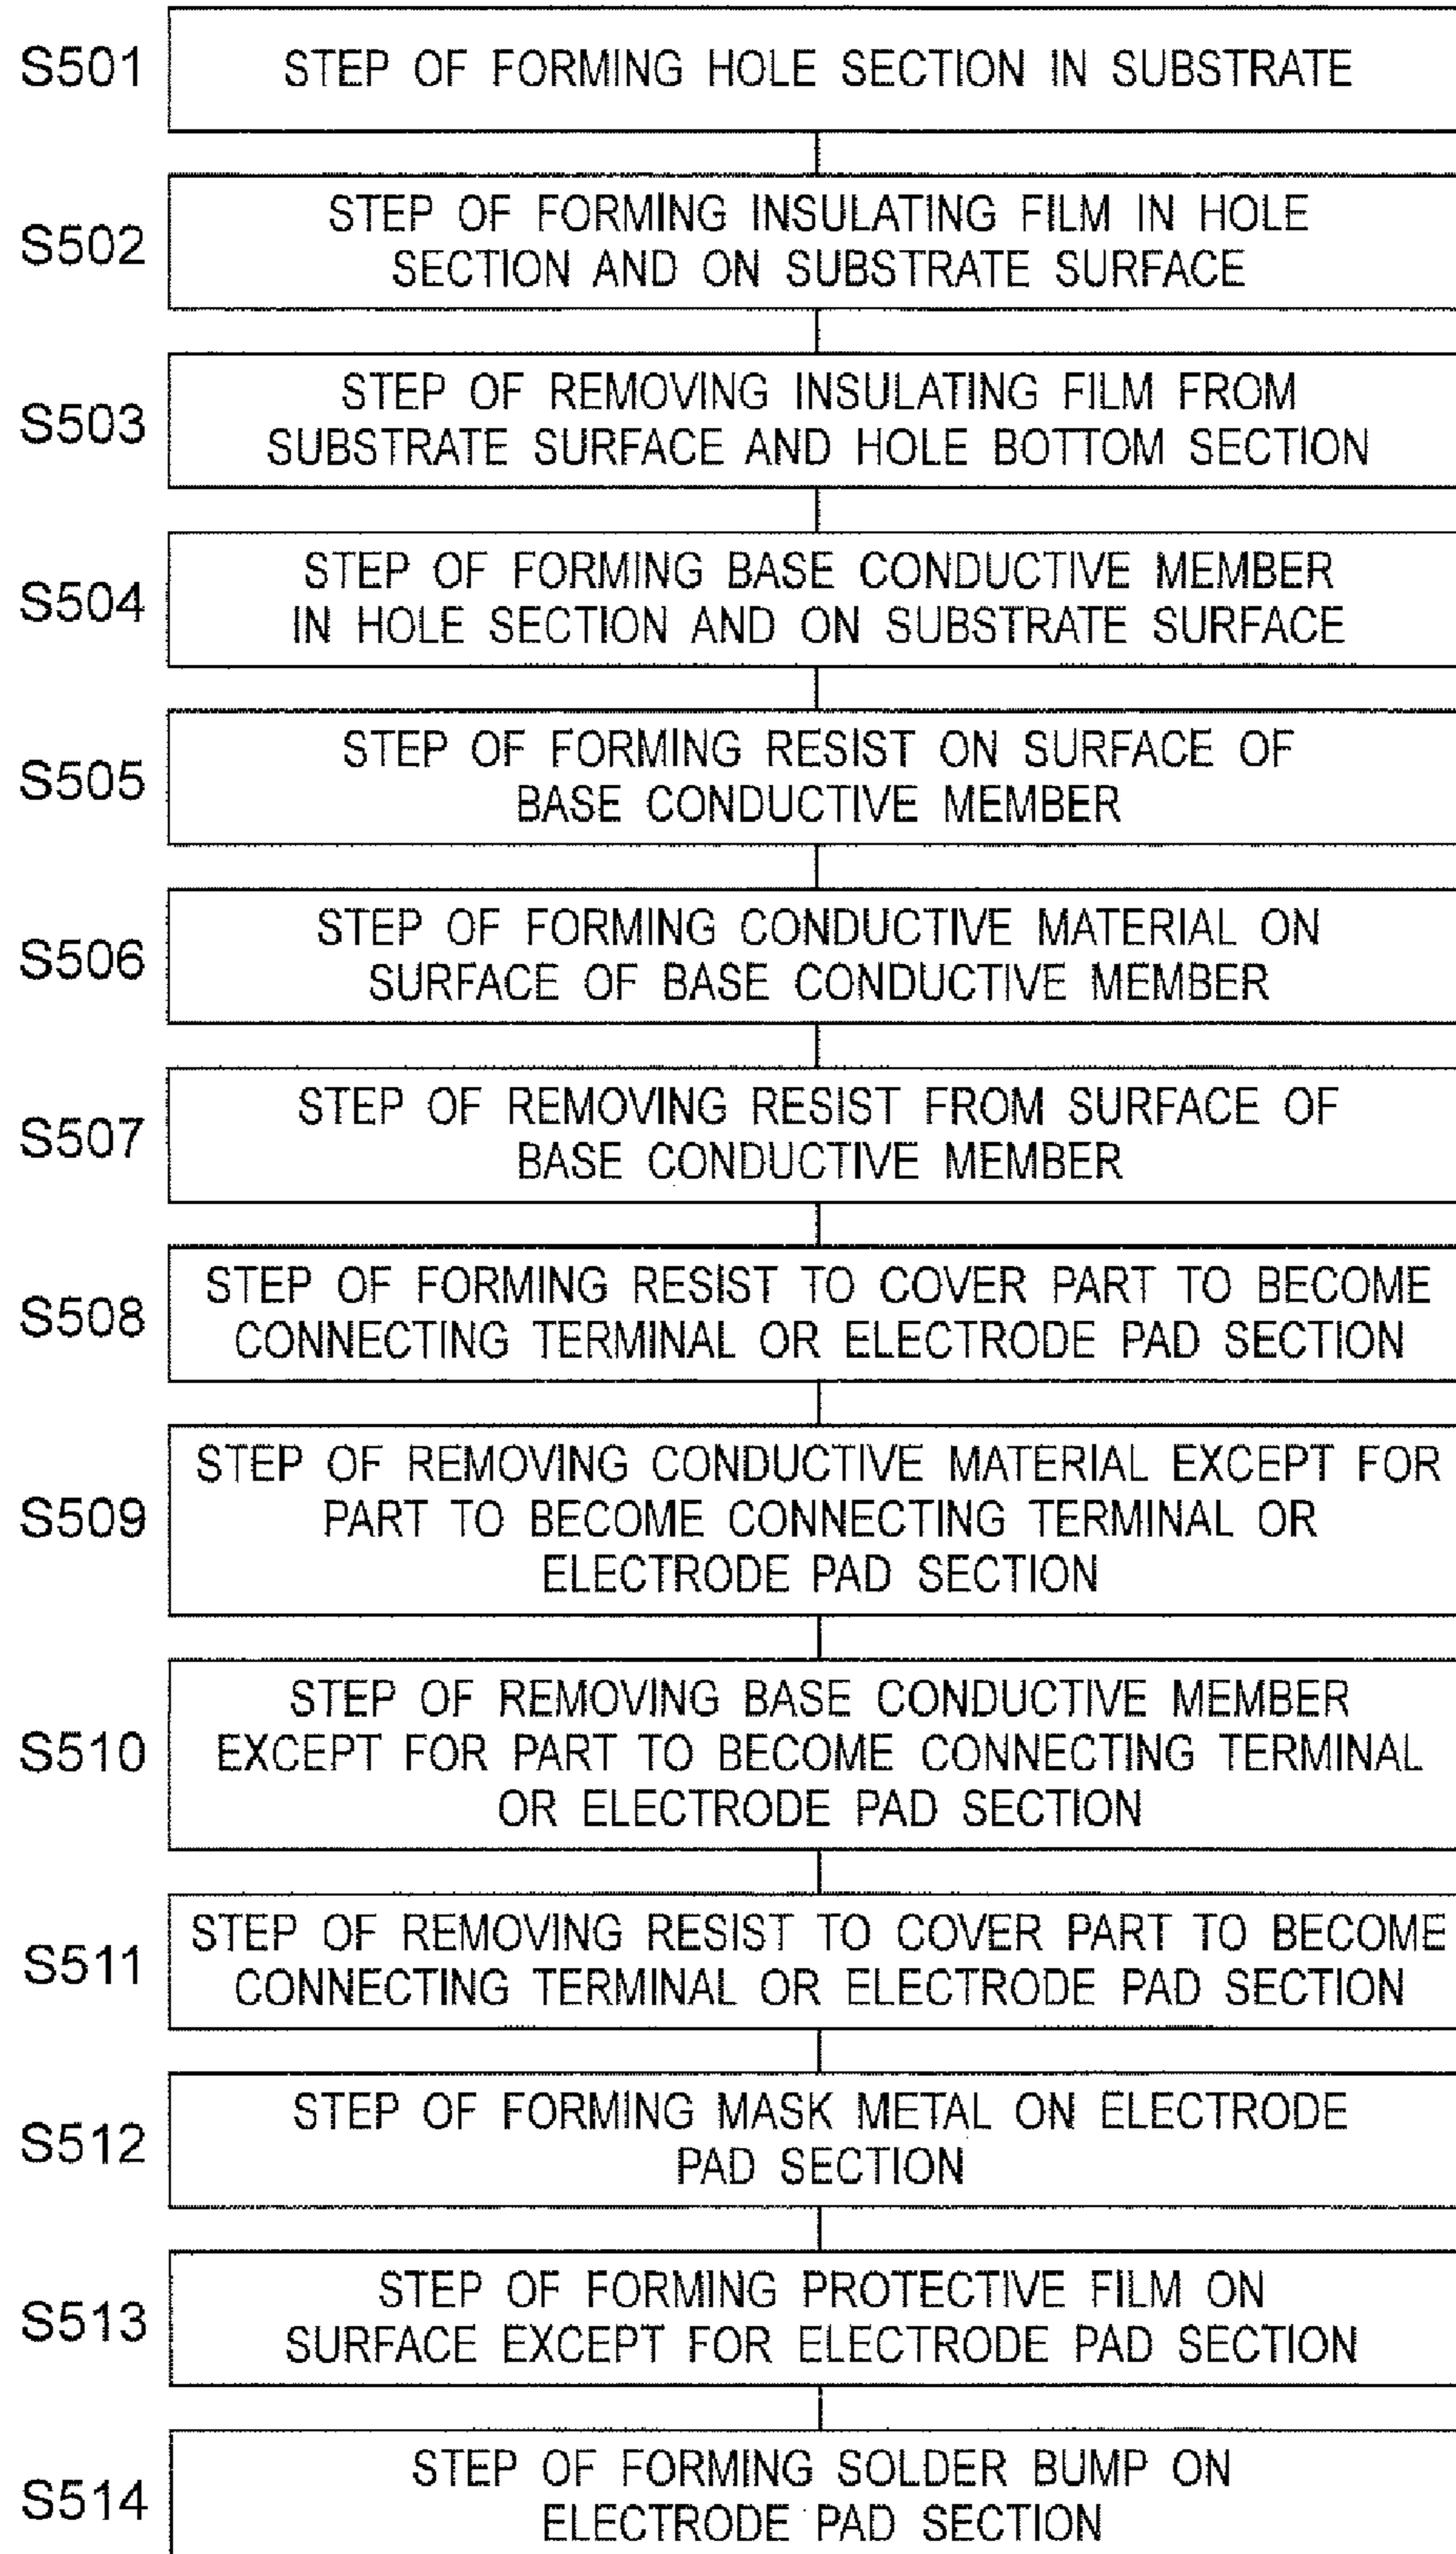 S501
STEP OF FORMING HOLE SECTION IN SUBSTRATE
S502
STEP OF FORMING INSULATING FILM IN HOLE
SECTION AND ON SUBSTRATE SURFACE
S503
STEP OF REMOVING INSULATING FILM FROM
SUBSTRATE SURFACE AND HOLE BOTTOM SECTION
S504
STEP OF FORMING BASE CONDUCTIVE MEMBER
IN HOLE SECTION AND ON SUBSTRATE SURFACE
S505
STEP OF FORMING RESIST ON SURFACE OF
BASE CONDUCTIVE MEMBER
S506
STEP OF FORMING CONDUCTIVE MATERIAL ON
SURFACE OF BASE CONDUCTIVE MEMBER
S507
STEP OF REMOVING RESIST FROM SURFACE OF
BASE CONDUCTIVE MEMBER
S508
STEP OF FORMING RESIST TO COVER PART TO BECOME
CONNECTING TERMINAL OR ELECTRODE PAD SECTION
S509
STEP OF REMOVING CONDUCTIVE MATERIAL EXCEPT FOR
PART TO BECOME CONNECTING TERMINAL OR
ELECTRODE PAD SECTION
S510
STEP OF REMOVING BASE CONDUCTIVE MEMBER
EXCEPT FOR PART TO BECOME CONNECTING TERMINAL
OR ELECTRODE PAD SECTION
S511
STEP OF REMOVING RESIST TO COVER PART TO BECOME
CONNECTING TERMINAL OR ELECTRODE PAD SECTION
S512
STEP OF FORMING MASK METAL ON ELECTRODE
PAD SECTION
S513
STEP OF FORMING PROTECTIVE FILM ON
SURFACE EXCEPT FOR ELECTRODE PAD SECTION
S514
STEP OF FORMING SOLDER BUMP ON
ELECTRODE PAD SECTION